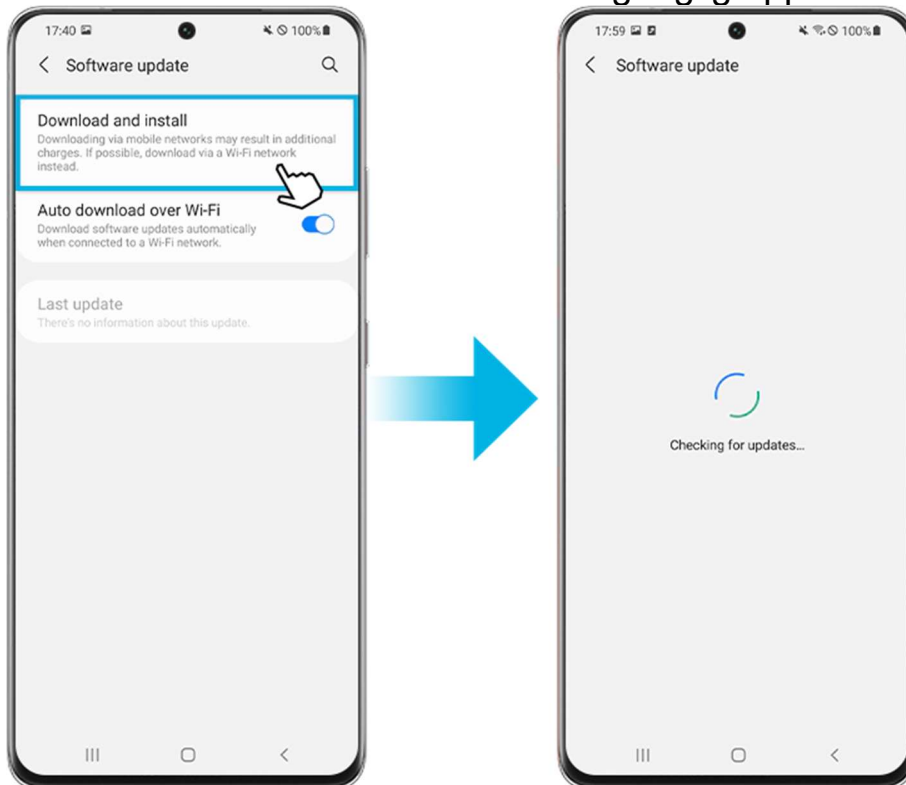 17:40
100%
Software update
Download and install
Downloading via mobile networks may result in additional
charges. If possible, download via a Wi-Fi network
instead.
Auto download over Wi-Fi
Download software updates automatically
when connected to a Wi-Fi network.
Last update
There's no information about this update.
17:59
100%
Software update
Checking for updates...